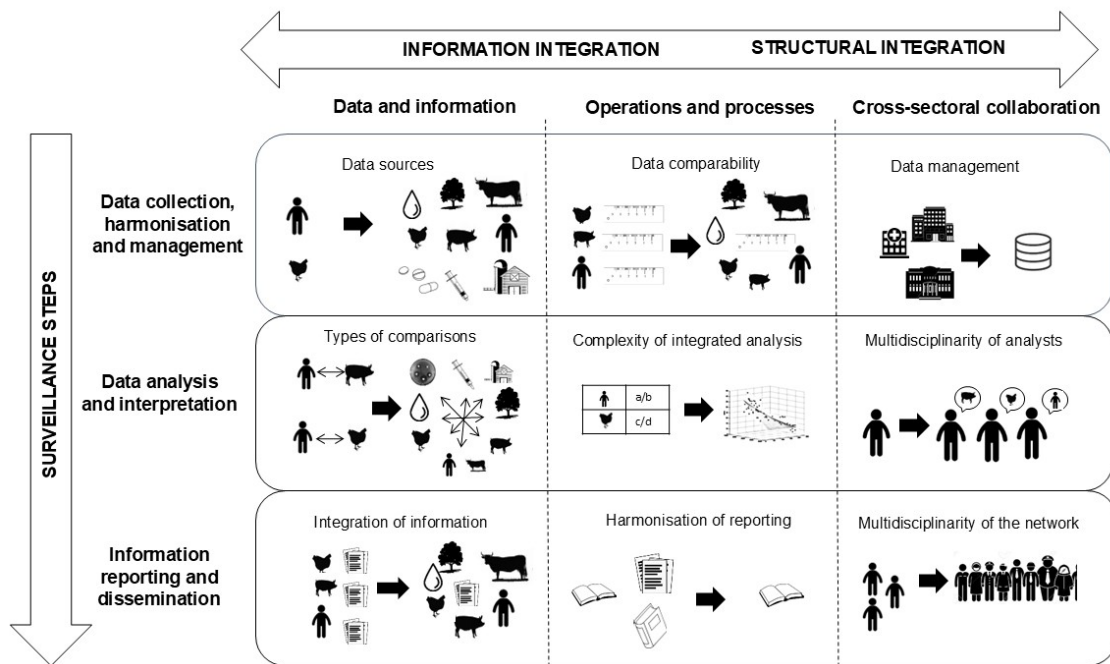 INFORMATION INTEGRATION
STRUCTURAL INTEGRATION
Data and information
Operations and processes
Cross-sectoral collaboration
SURVEILLANCE STEPS
Data collection,
harmonisation
and management
Data sources
Data comparability
Data management
Data analysis
and interpretation
Types of comparisons
Complexity of integrated analysis
a/b
c/d
Multidisciplinarity of analysts
Information
reporting and
dissemination
Integration of information
Harmonisation of reporting
Multidisciplinarity of the network